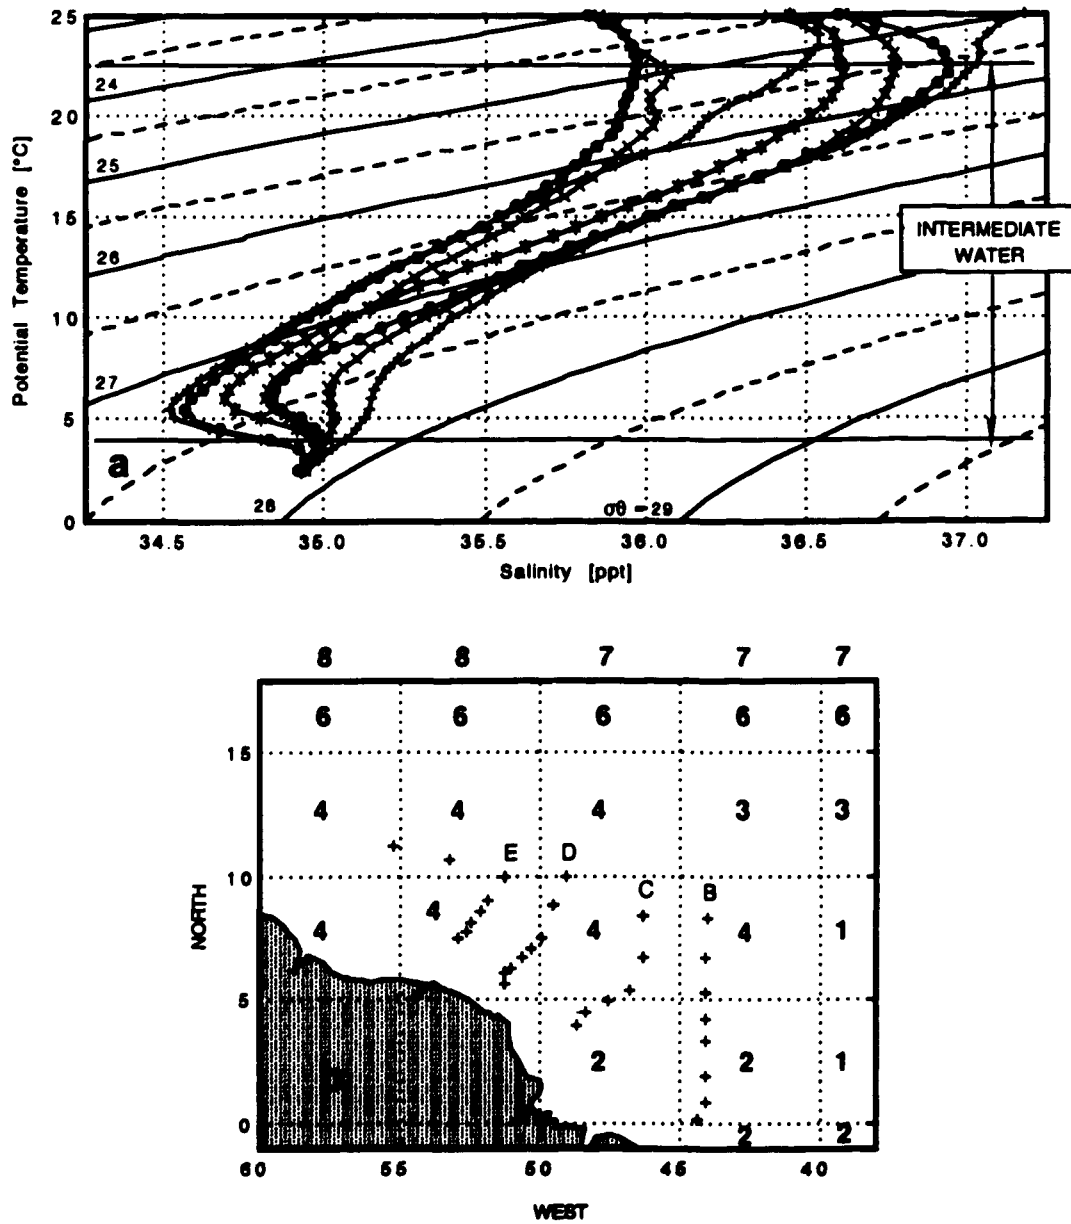 25
24
20
25
15
26
10
27
5
0
a
28
σθ = 29
INTERMEDIATE
WATER
Potential Temperature [°C]
34.5 35.0 35.5 36.0 36.5 37.0
Salinity [ppt]
8 8 7 7 7
6 6 6 6 6
15
4 4 4 3 3
E D C B
10
4 4 4 4 1
5
2 2 1
0
2 2
NORTH
60 55 50 45 40
WEST